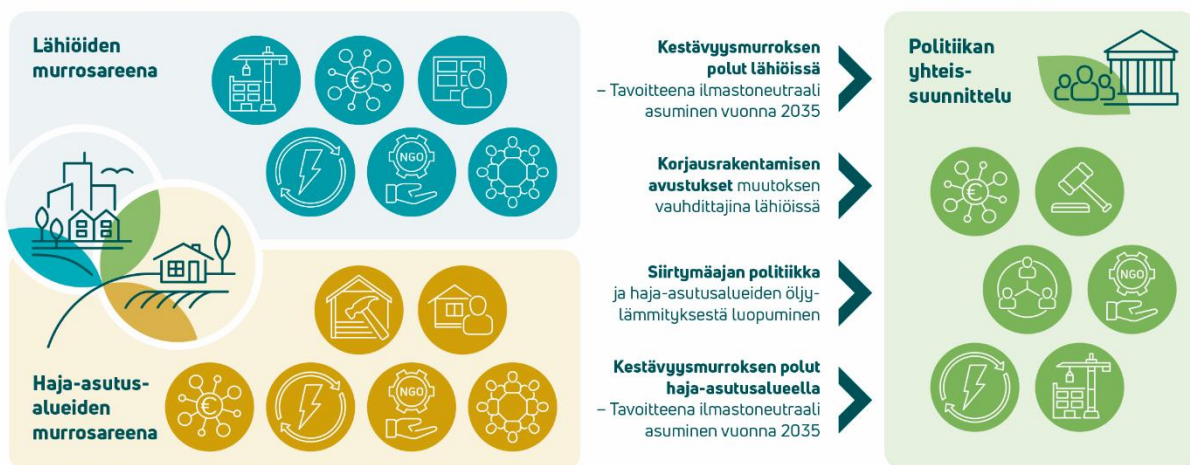 Lähiöiden
murrosareena
€
NGO
Haja-asutus-
alueiden
murrosareena
€
NGO
Kestävyysmurroksen
polut lähiöissä
– Tavoitteena ilmastoneutraali
asuminen vuonna 2035
Korjausrakentamisen
avustukset muutoksen
vauhdittajina lähiöissä
Siirtymäajan politiikka
ja haja-asutusalueiden öljy-
lämmityksestä luopuminen
Kestävyysmurroksen polut
haja-asutusalueella
– Tavoitteena ilmastoneutraali
asuminen vuonna 2035
Politiikan
yhteis-
suunnittelu
€
NGO